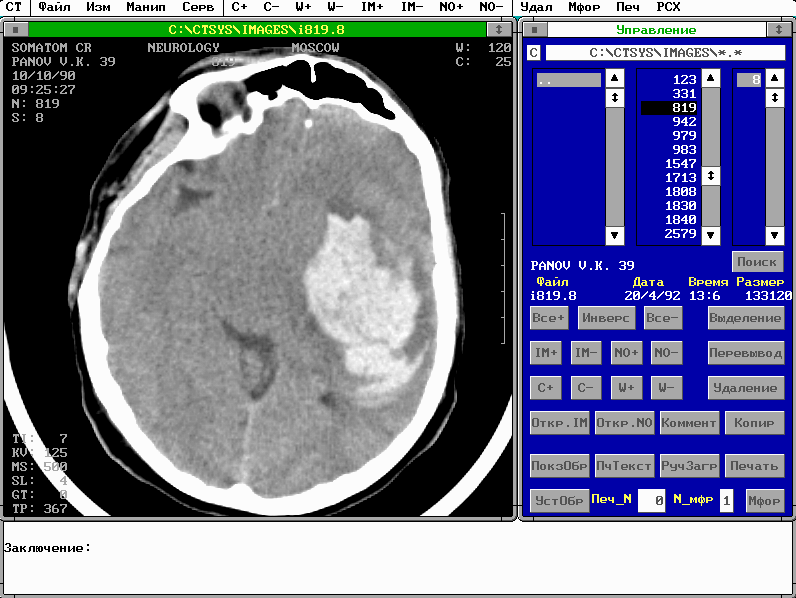 CT Файл Изм Манип Серв C+ C- W+ W- IM+ IM- NO+ NO- Удал Мфор Печ PCX
C:\CTSYS\IMAGES\i819.8
SOMATOM CR NEUROLOGY MOSCOW W: 120
PANOV V.K. 39 819 C: 25
10/10/90
09:25:27
N: 819
S: 8
TI: 7
KV: 125
MS: 500
SL: 4
GT: 0
TP: 367
Управление
C C:\CTSYS\IMAGES\*.*
.. 123 8
331
819
942
979
983
1547
1713
1808
1830
1840
2579
PANOV V.K. 39 Поиск
Файл Дата Время Размер
i819.8 20/4/92 13:6 133120
Все+ Инверс Все- Выделение
IM+ IM- NO+ NO- Перевывод
C+ C- W+ W- Удаление
Откр.IM Откр.NO Коммент Копир
ПокзОбр ПчТекст РучЗагр Печать
УстОбр Печ_N 0 N_мфр 1 Мфор
Заключение: